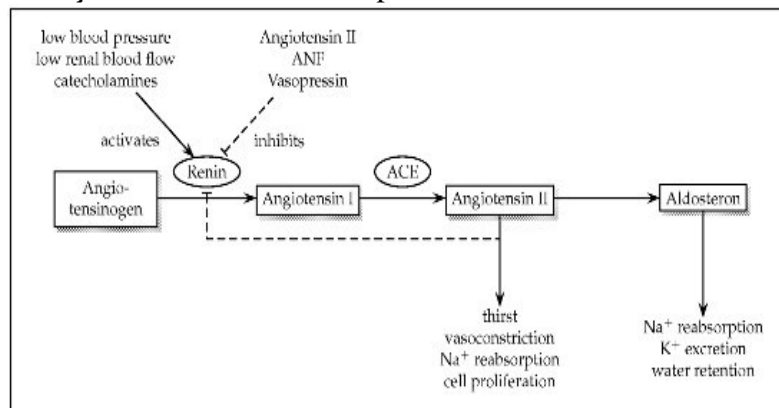 low blood pressure
low renal blood flow
catecholamines
Angiotensin II
ANF
Vasopressin
activates
inhibits
Renin
ACE
Angio-
tensinogen
Angiotensin I
Angiotensin II
Aldosteron
thirst
vasoconstriction
Na⁺ reabsorption
cell proliferation
Na⁺ reabsorption
K⁺ excretion
water retention